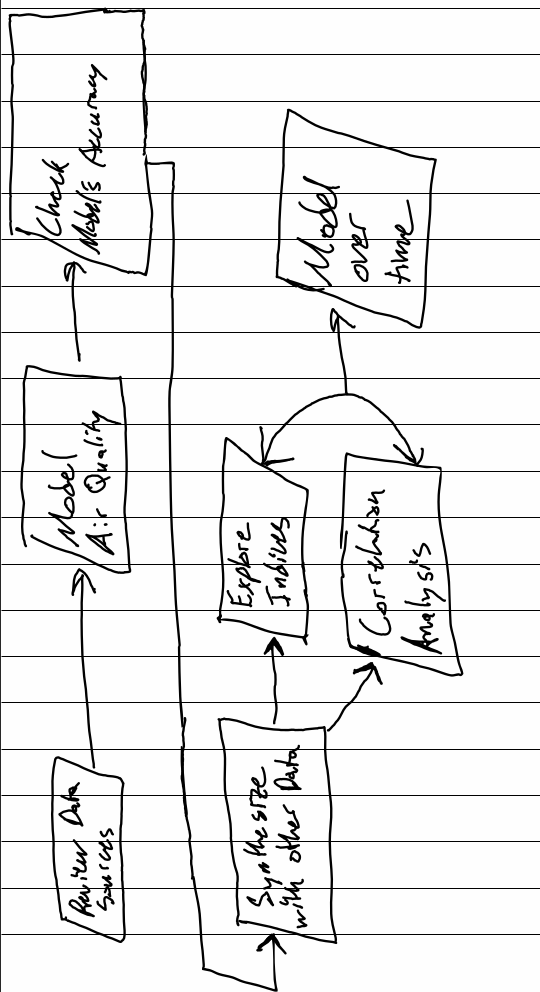 Review Data
Sources
Model
Air Quality
Check
Model's Accuracy
Synthesize
with other Data
Explore
Indices
Correlation
Analysis
Model
over
time